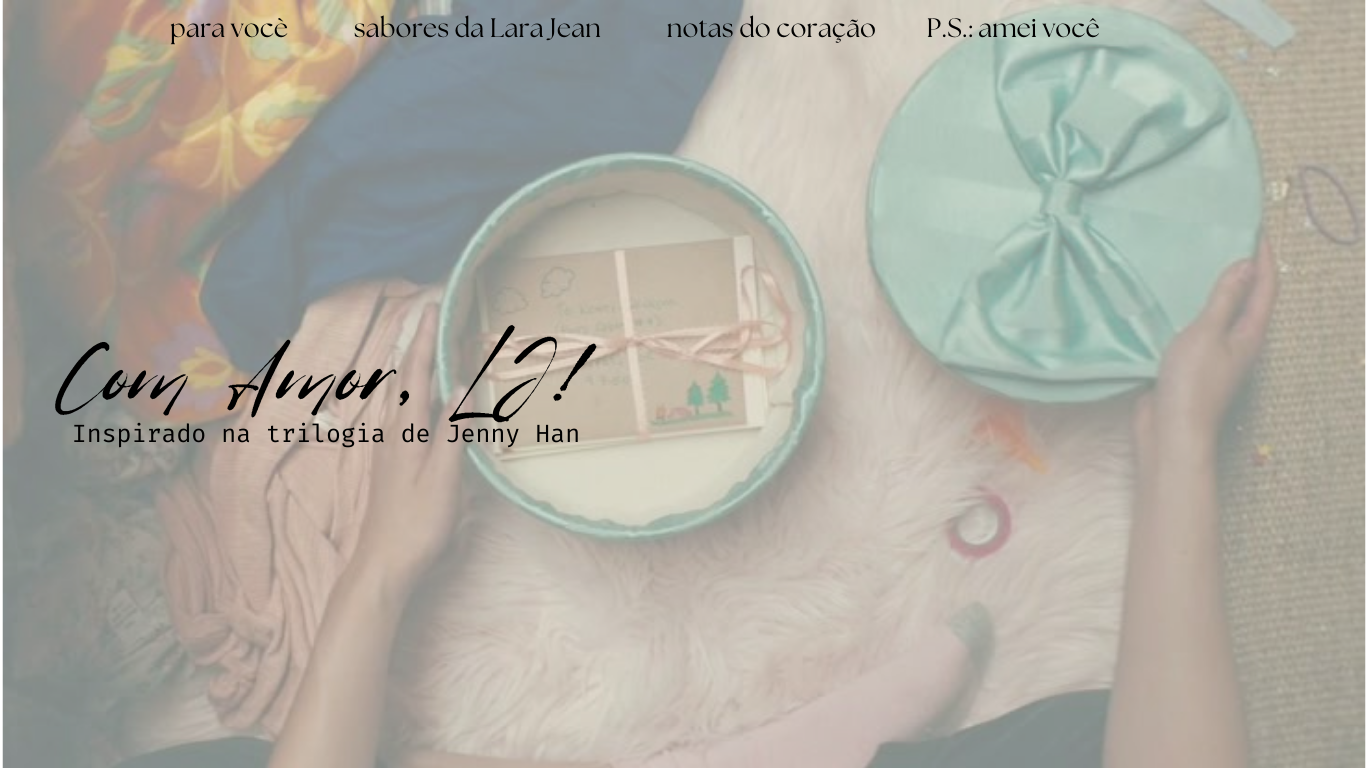 para você sabores da Lara Jean notas do coração P.S.: amei você
Com Amor, LJ!
Inspirado na trilogia de Jenny Han